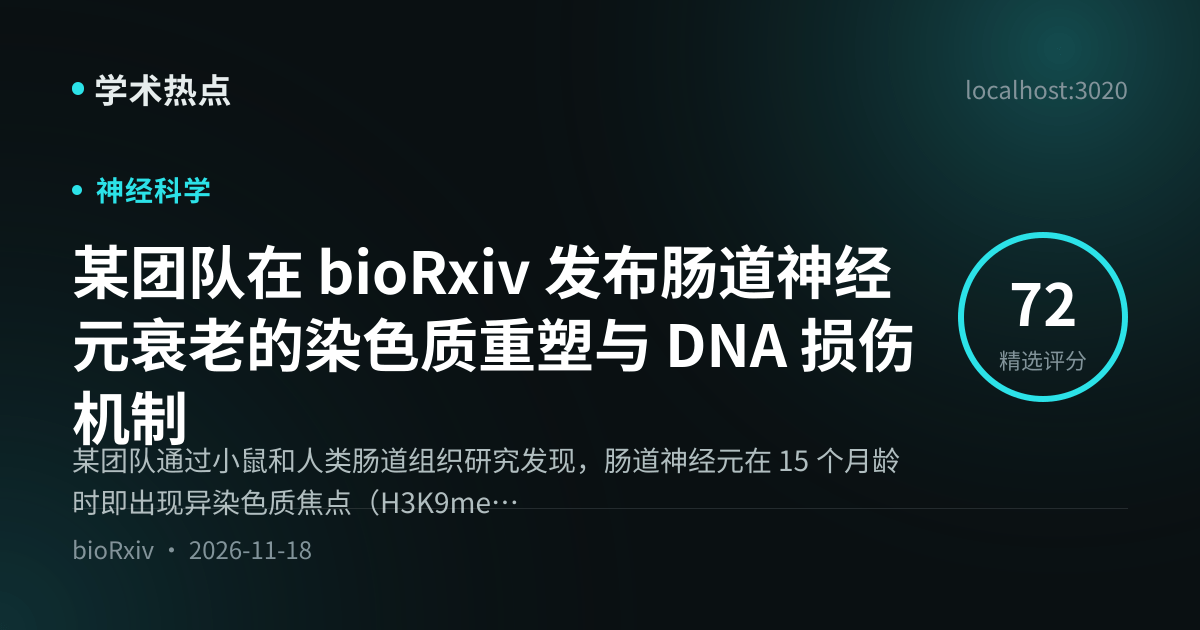 学术热点
localhost:3020
神经科学
某团队在 bioRxiv 发布肠道神经
元衰老的染色质重塑与 DNA 损伤
机制
72
精选评分
某团队通过小鼠和人类肠道组织研究发现，肠道神经元在 15 个月龄
时即出现异染色质焦点（H3K9me…
bioRxiv · 2026-11-18